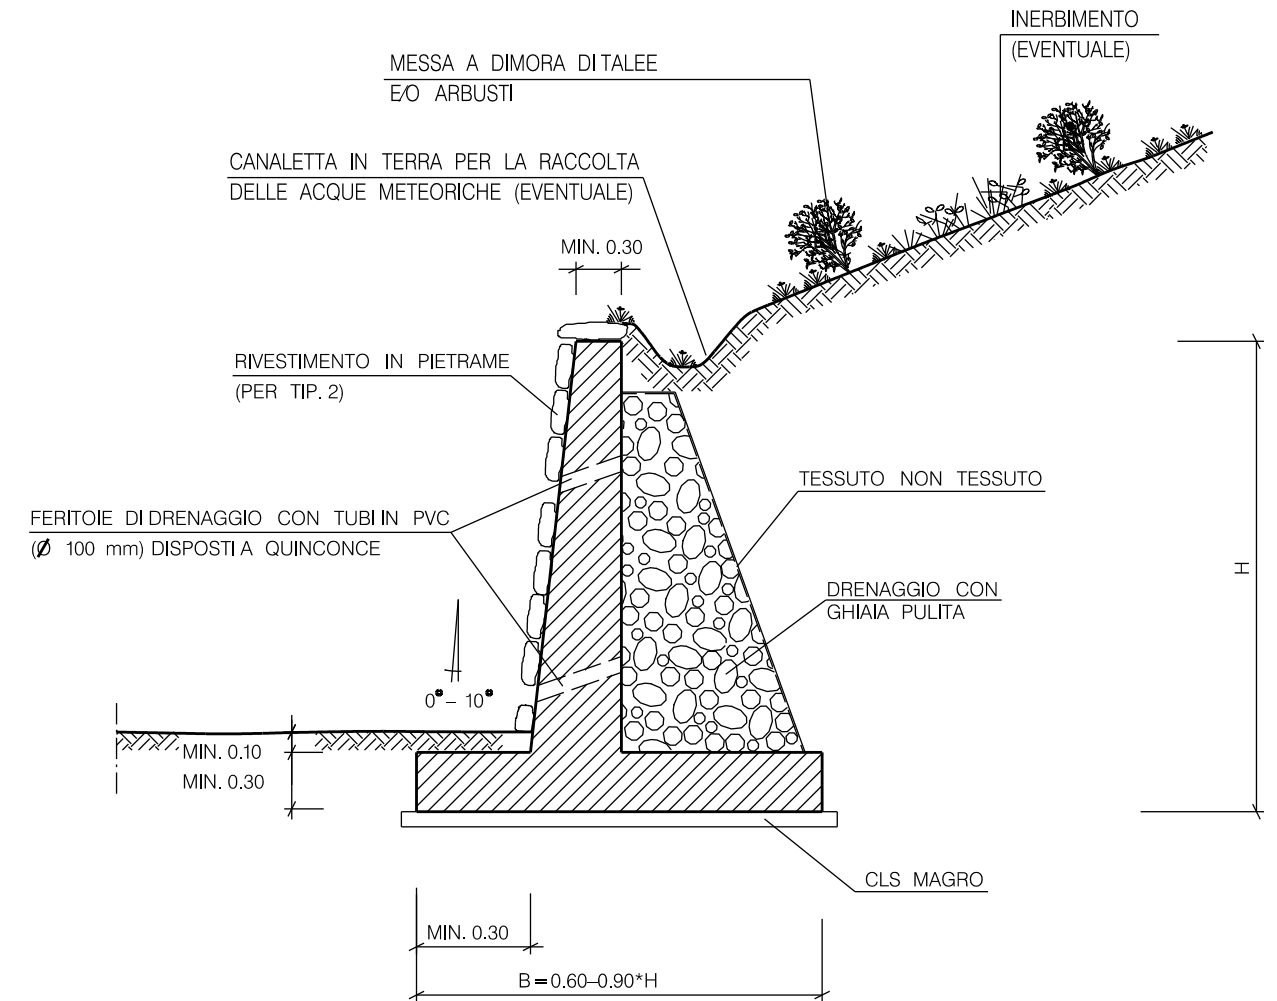 INERBIMENTO
(EVENTUALE)
MESSA A DIMORA DI TALEE
E/O ARBUSTI
CANALETTA IN TERRA PER LA RACCOLTA
DELLE ACQUE METEORICHE (EVENTUALE)
MIN. 0.30
RIVESTIMENTO IN PIETRAME
(PER TIP. 2)
TESSUTO NON TESSUTO
FERITOIE DI DRENAGGIO CON TUBI IN PVC
(Ø 100 mm) DISPOSTI A QUINCONCE
H
DRENAGGIO CON
GHIAIA PULITA
0°– 10°
MIN. 0.10
MIN. 0.30
CLS MAGRO
MIN. 0.30
B=0.60–0.90*H